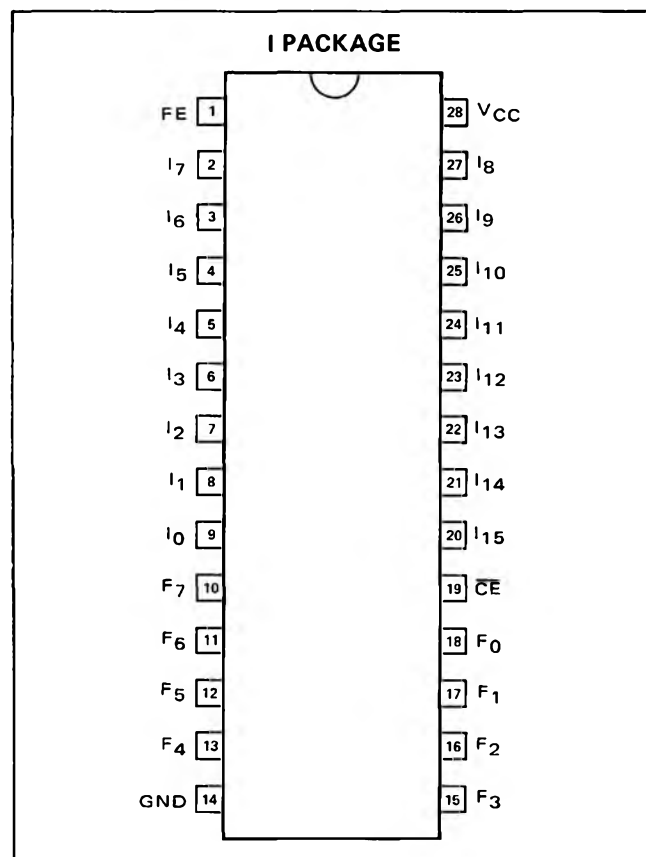 I PACKAGE
FE 1 28 VCC
I7 2 27 I8
I6 3 26 I9
I5 4 25 I10
I4 5 24 I11
I3 6 23 I12
I2 7 22 I13
I1 8 21 I14
I0 9 20 I15
F7 10 19 C̅E̅
F6 11 18 F0
F5 12 17 F1
F4 13 16 F2
GND 14 15 F3